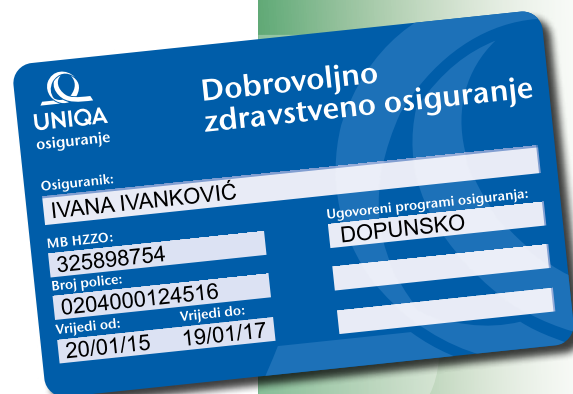 UNIQA
osiguranje
Dobrovoljno
zdravstveno osiguranje
Osiguranik:
IVANA IVANKOVIĆ
MB HZZO:
325898754
Ugovoreni programi osiguranja:
DOPUNSKO
Broj police:
0204000124516
Vrijedi od: Vrijedi do:
20/01/15 19/01/17